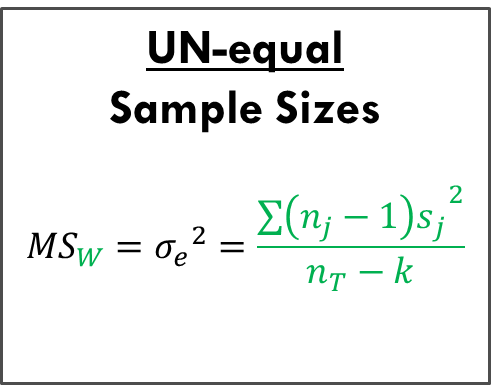 UN-equal
Sample Sizes
MS_W = σ_e² = ∑(n_j − 1)s_j² / n_T − k